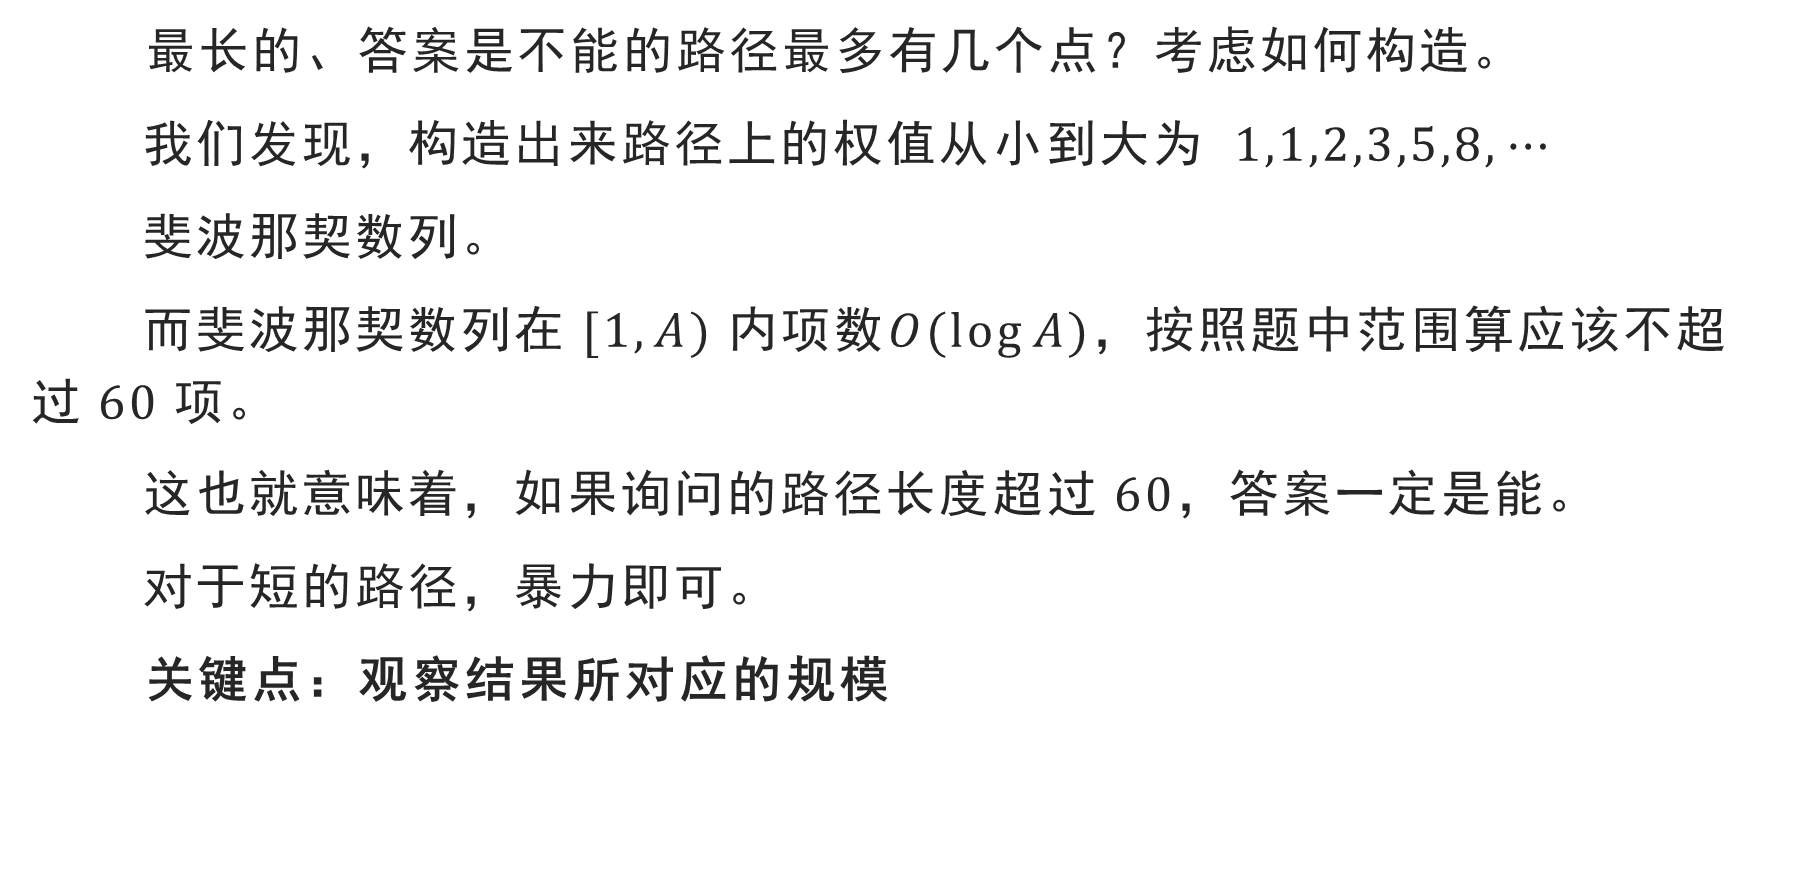 最长的、答案是不能的路径最多有几个点？考虑如何构造。
我们发现，构造出来路径上的权值从小到大为 1,1,2,3,5,8,⋯
斐波那契数列。
而斐波那契数列在 [1, A) 内项数O(log A)，按照题中范围算应该不超
过 60 项。
这也就意味着，如果询问的路径长度超过 60，答案一定是能。
对于短的路径，暴力即可。
关键点：观察结果所对应的规模